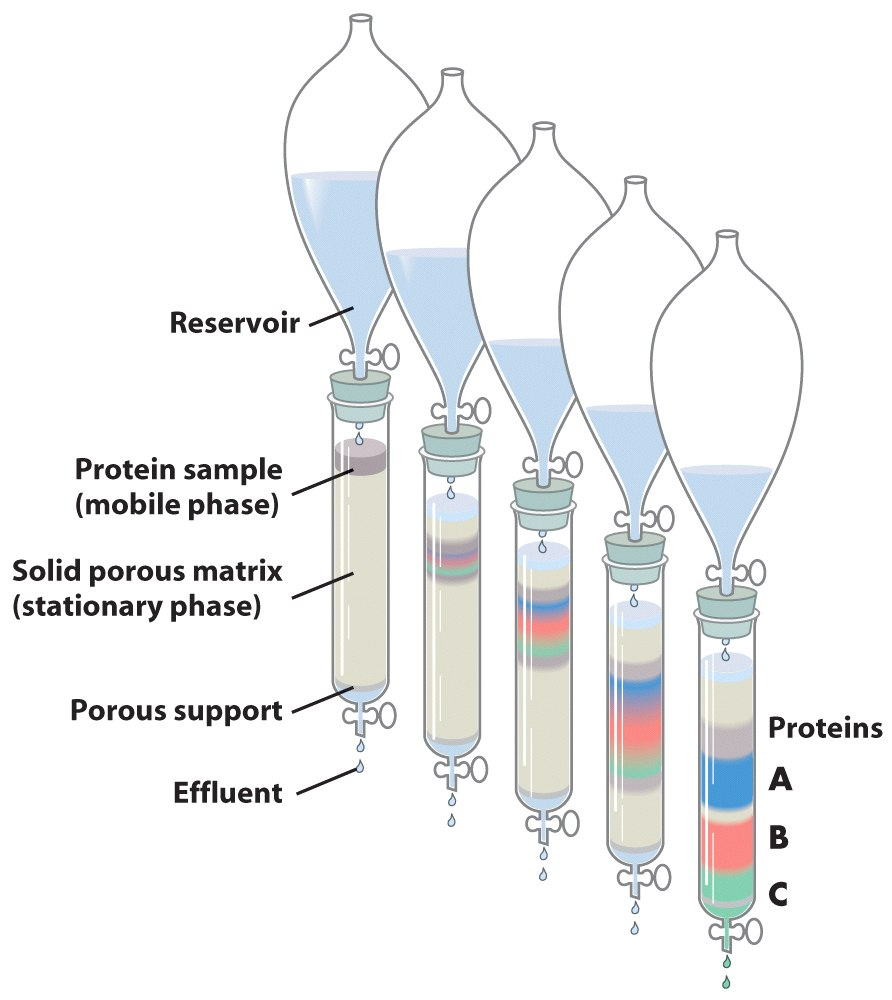 Reservoir
Protein sample
(mobile phase)
Solid porous matrix
(stationary phase)
Porous support
Effluent
Proteins
A
B
C